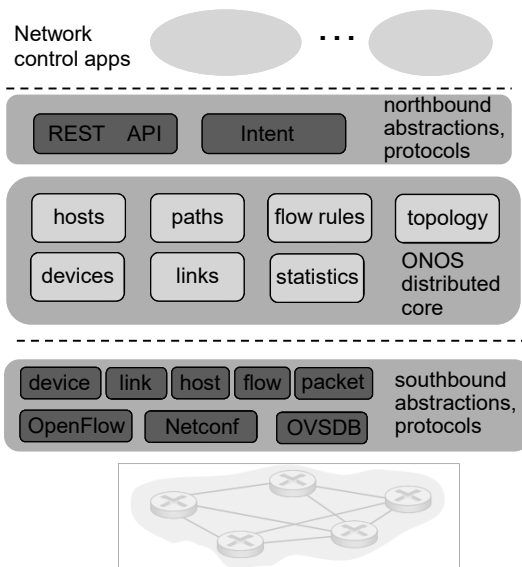 Network
control apps
...
northbound
abstractions,
protocols
REST API
Intent
hosts
paths
flow rules
topology
devices
links
statistics
ONOS
distributed
core
device
link
host
flow
packet
southbound
abstractions,
protocols
OpenFlow
Netconf
OVSDB